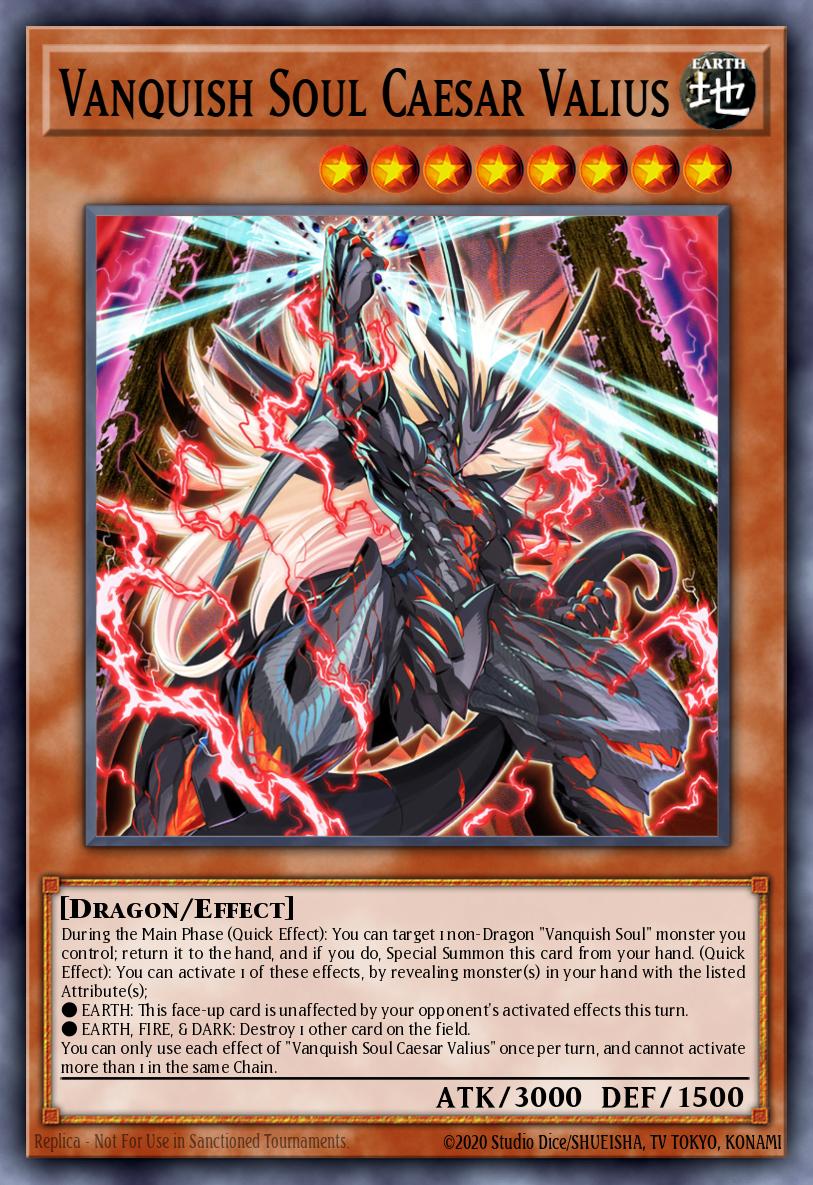 VANQUISH SOUL CAESAR VALIUS
EARTH
地
[DRAGON/EFFECT]
During the Main Phase (Quick Effect): You can target 1 non-Dragon "Vanquish Soul" monster you
control; return it to the hand, and if you do, Special Summon this card from your hand. (Quick
Effect): You can activate 1 of these effects, by revealing monster(s) in your hand with the listed
Attribute(s);
● EARTH: This face-up card is unaffected by your opponent's activated effects this turn.
● EARTH, FIRE, & DARK: Destroy 1 other card on the field.
You can only use each effect of "Vanquish Soul Caesar Valius" once per turn, and cannot activate
more than 1 in the same Chain.
ATK/3000 DEF/1500
Replica - Not For Use in Sanctioned Tournaments.
©2020 Studio Dice/SHUEISHA, TV TOKYO, KONAMI